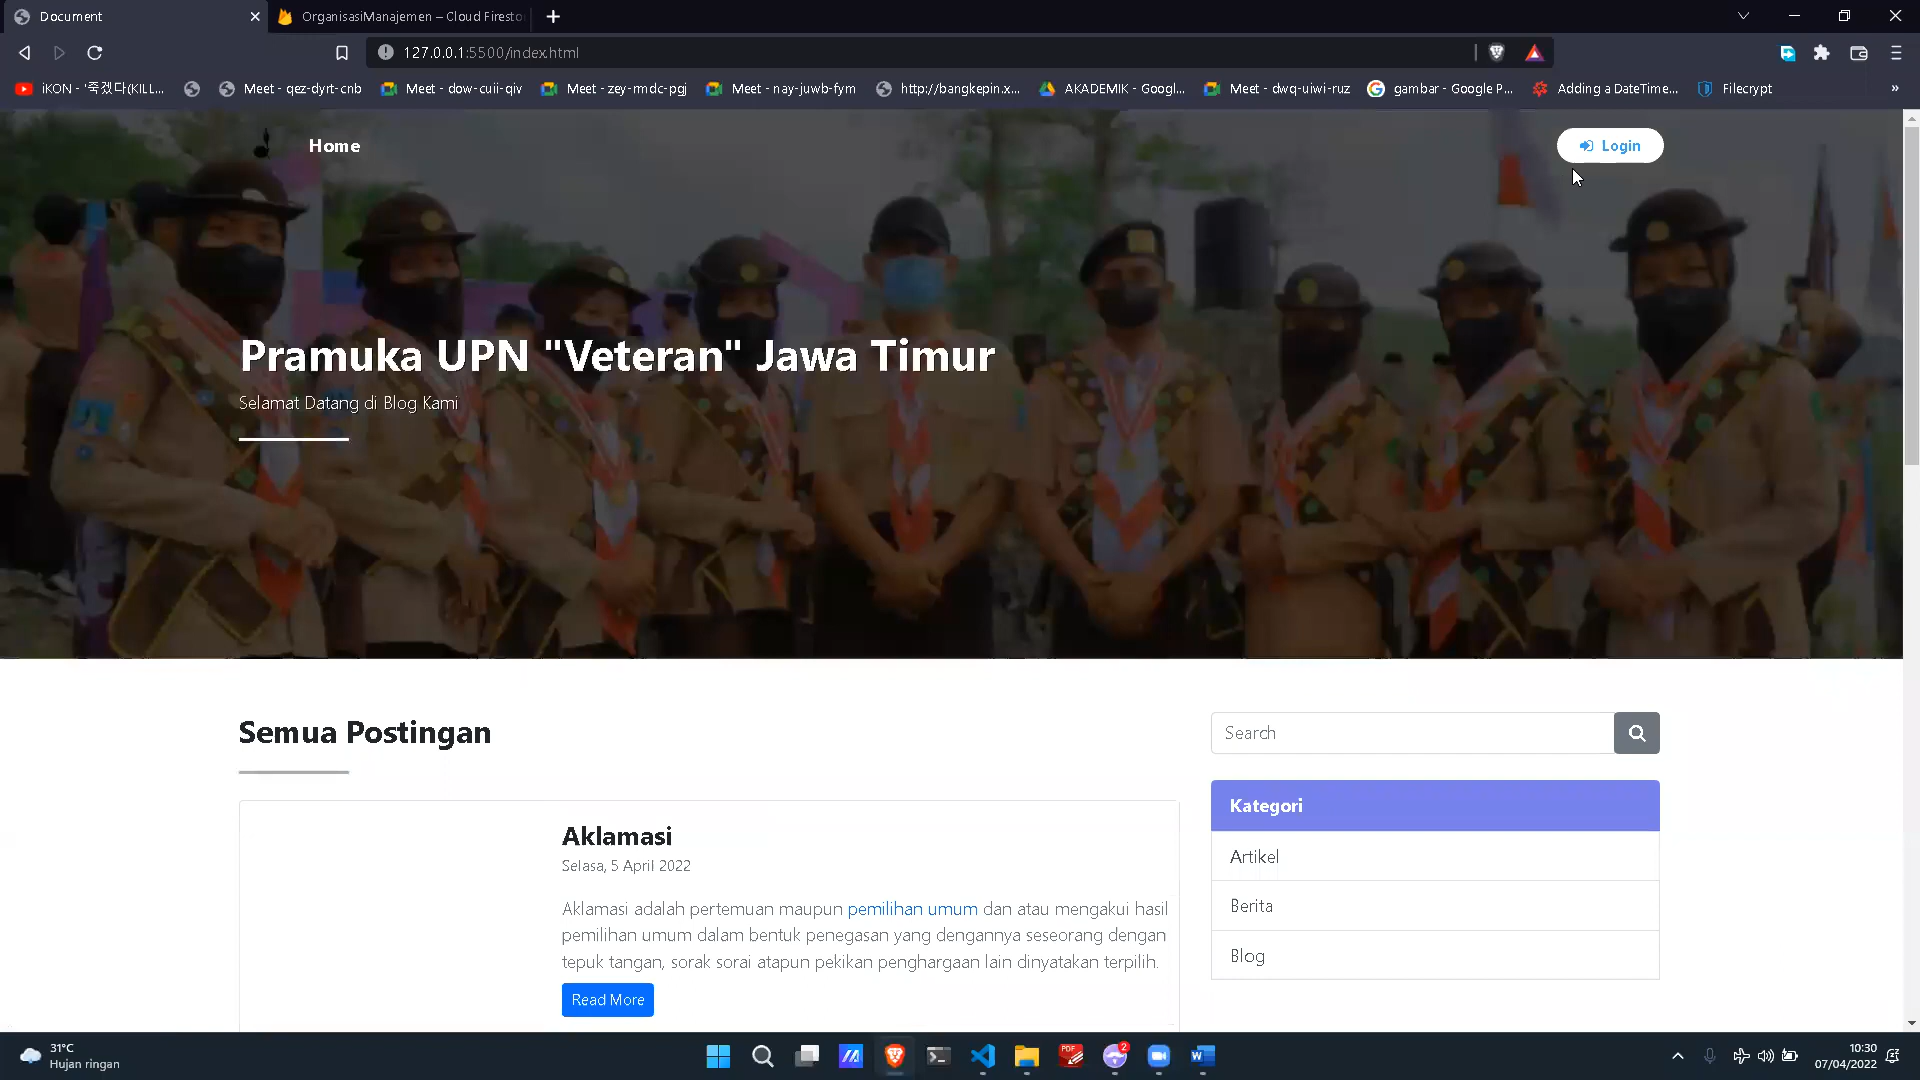 Document
OrganisasiManajemen – Cloud Firesto
127.0.0.1:5500/index.html
iKON - '죽겠다(KILL...
Meet - qez-dyrt-cnb
Meet - dow-cuii-qiv
Meet - zey-rmdc-pgj
Meet - nay-juwb-fym
http://bangkepin.x...
AKADEMIK - Googl...
Meet - dwq-uiwi-ruz
gambar - Google P...
Adding a DateTime...
Filecrypt
»
Home
Login
Pramuka UPN "Veteran" Jawa Timur
Selamat Datang di Blog Kami
Semua Postingan
Search
Kategori
Artikel
Berita
Blog
Aklamasi
Selasa, 5 April 2022
Aklamasi adalah pertemuan maupun pemilihan umum dan atau mengakui hasil
pemilihan umum dalam bentuk penegasan yang dengannya seseorang dengan
tepuk tangan, sorak sorai atapun pekikan penghargaan lain dinyatakan terpilih.
Read More
31°C
Hujan ringan
PDF
2
W
10:30
07/04/2022